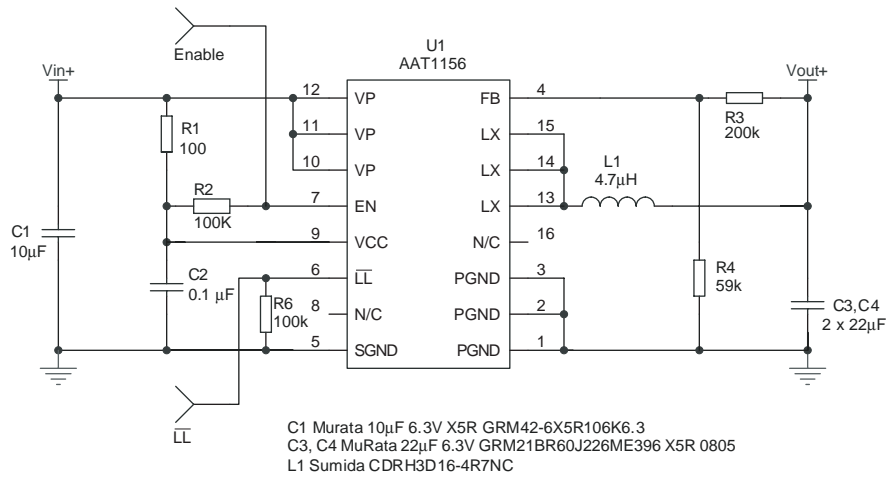 Enable
U1
AAT1156
Vin+
Vout+
12 VP FB 4
R1
100
R3
200k
11 VP LX 15
10 VP LX 14
L1
4.7µH
R2
100K
7 EN LX 13
9 VCC N/C 16
C1
10µF
C2
0.1 µF
6 L̅L̅ PGND 3
R4
59k
R6
100k
8 N/C PGND 2
C3,C4
2 x 22µF
5 SGND PGND 1
L̅L̅
C1 Murata 10µF 6.3V X5R GRM42-6X5R106K6.3
C3, C4 MuRata 22µF 6.3V GRM21BR60J226ME396 X5R 0805
L1 Sumida CDRH3D16-4R7NC